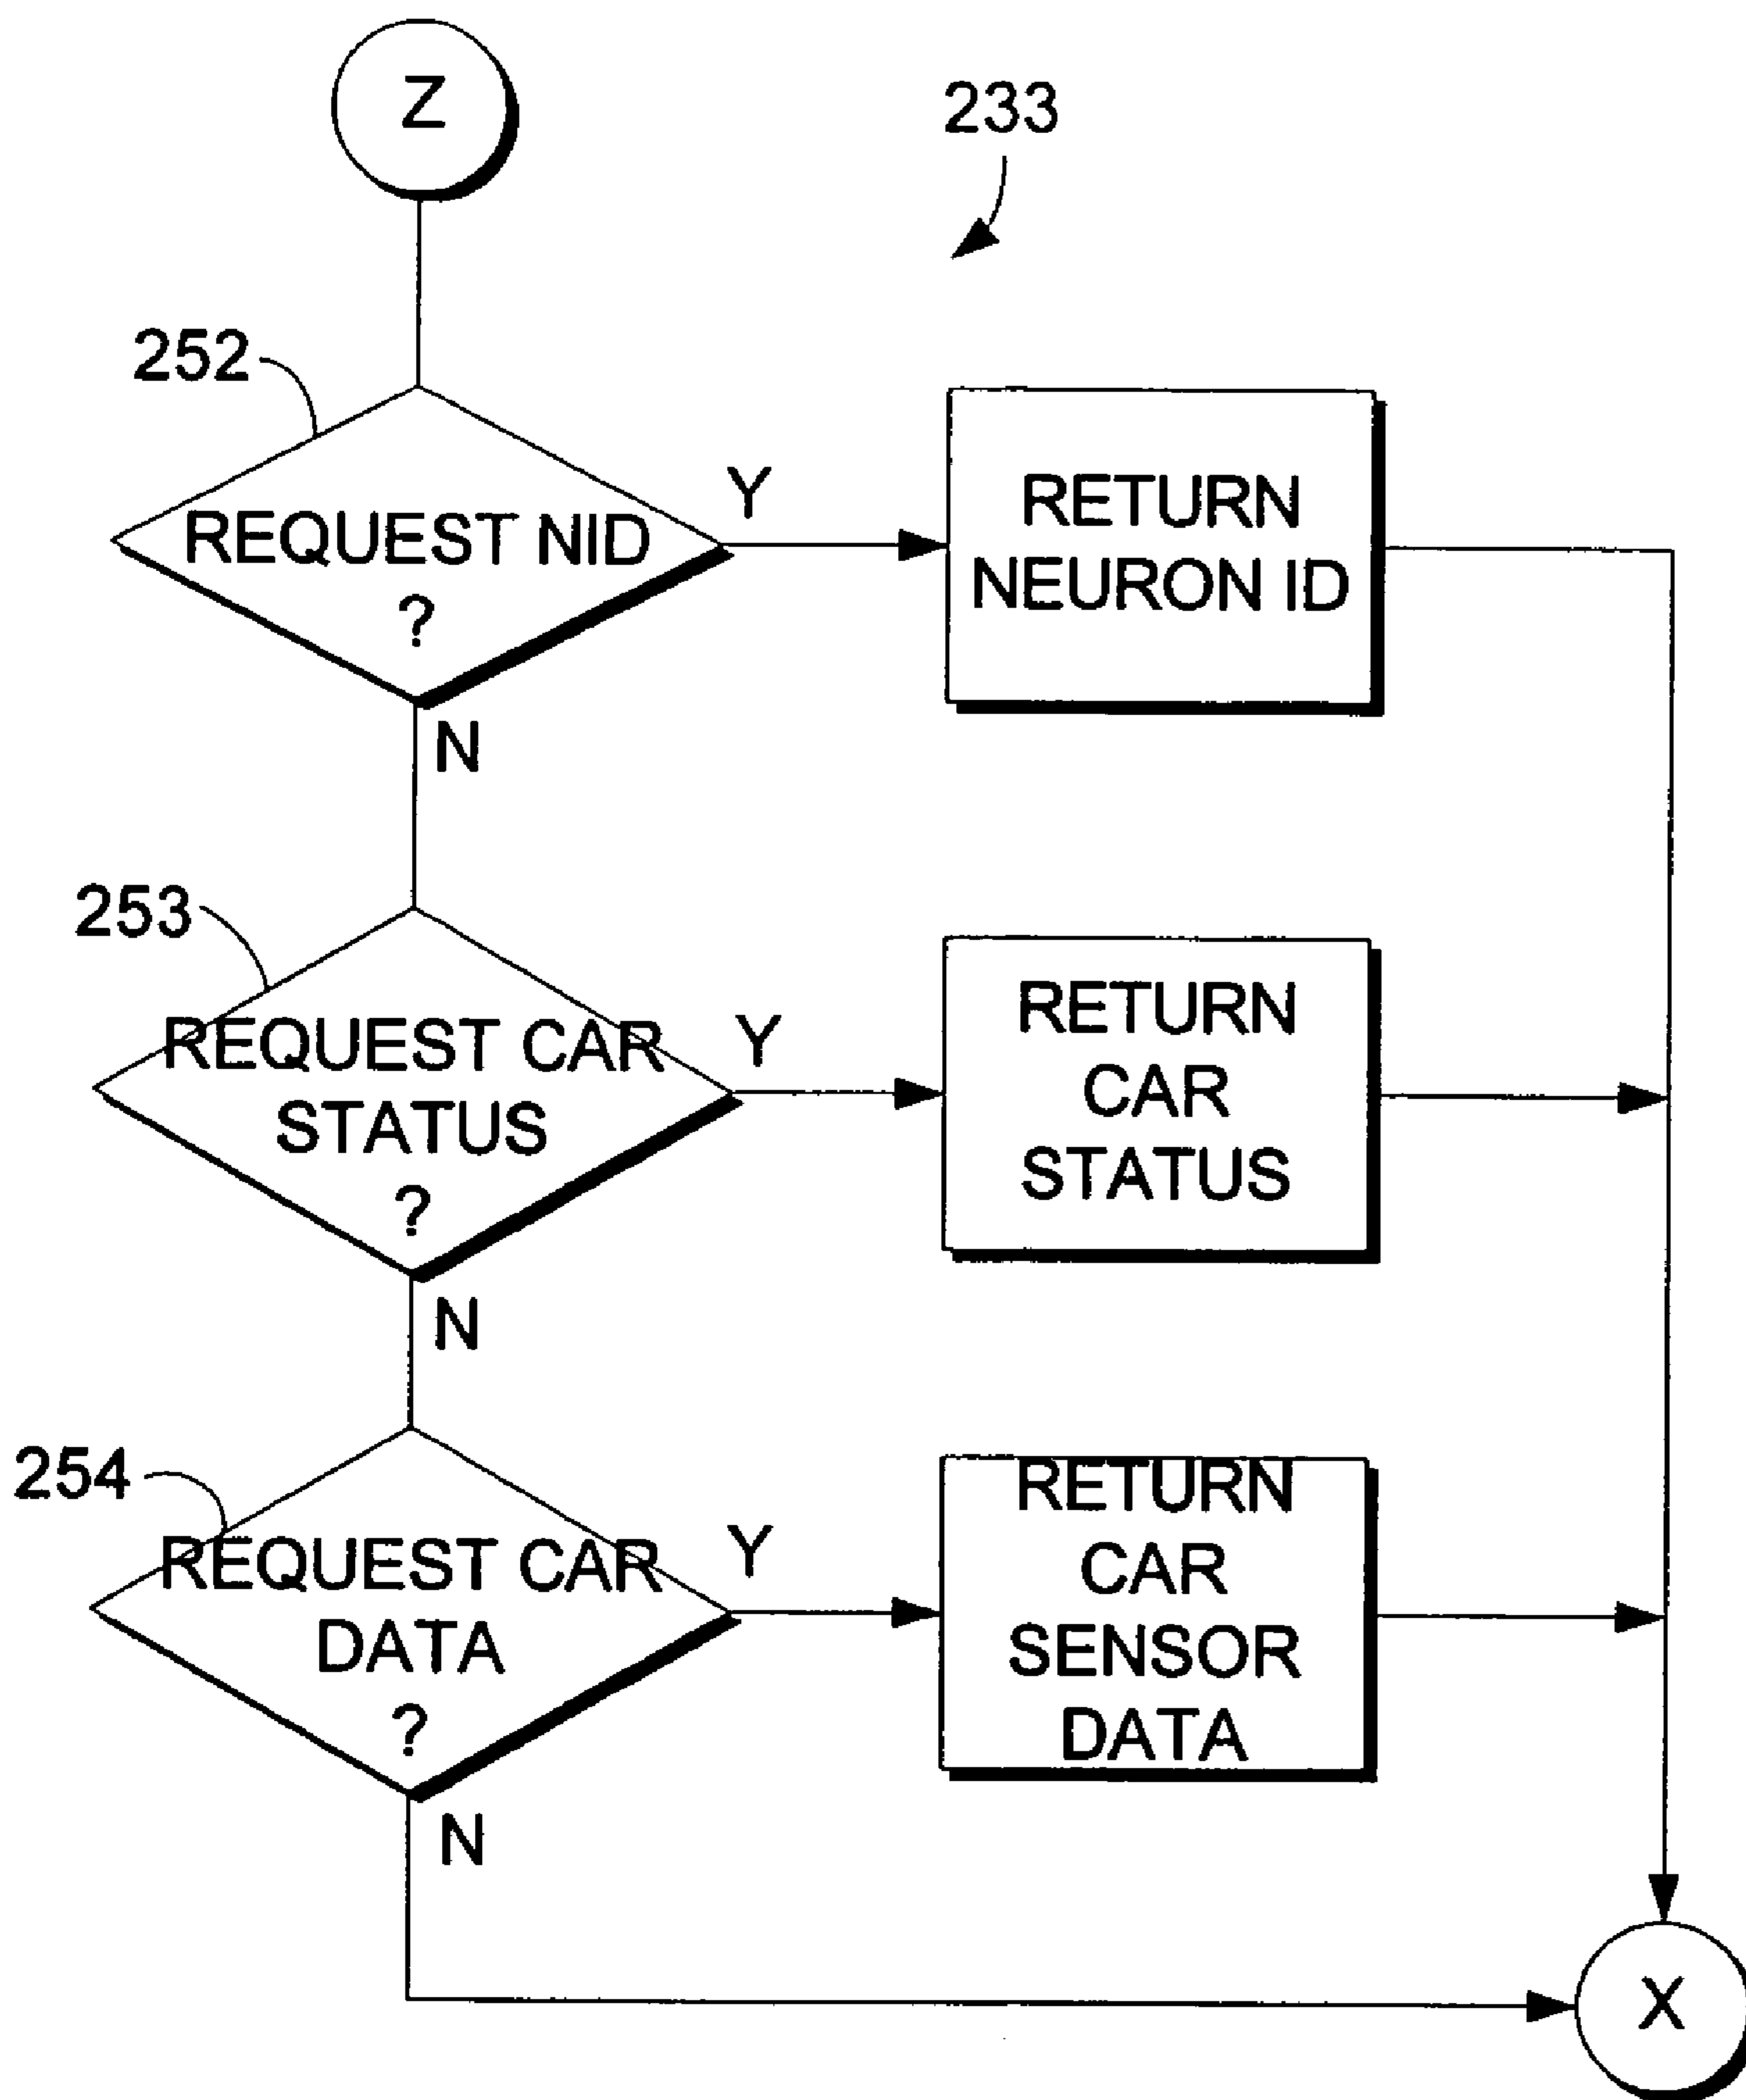 Z
233
252
REQUEST NID
?
Y
RETURN
NEURON ID
N
253
REQUEST CAR
STATUS
?
Y
RETURN
CAR
STATUS
N
254
REQUEST CAR
DATA
?
Y
RETURN
CAR
SENSOR
DATA
N
X